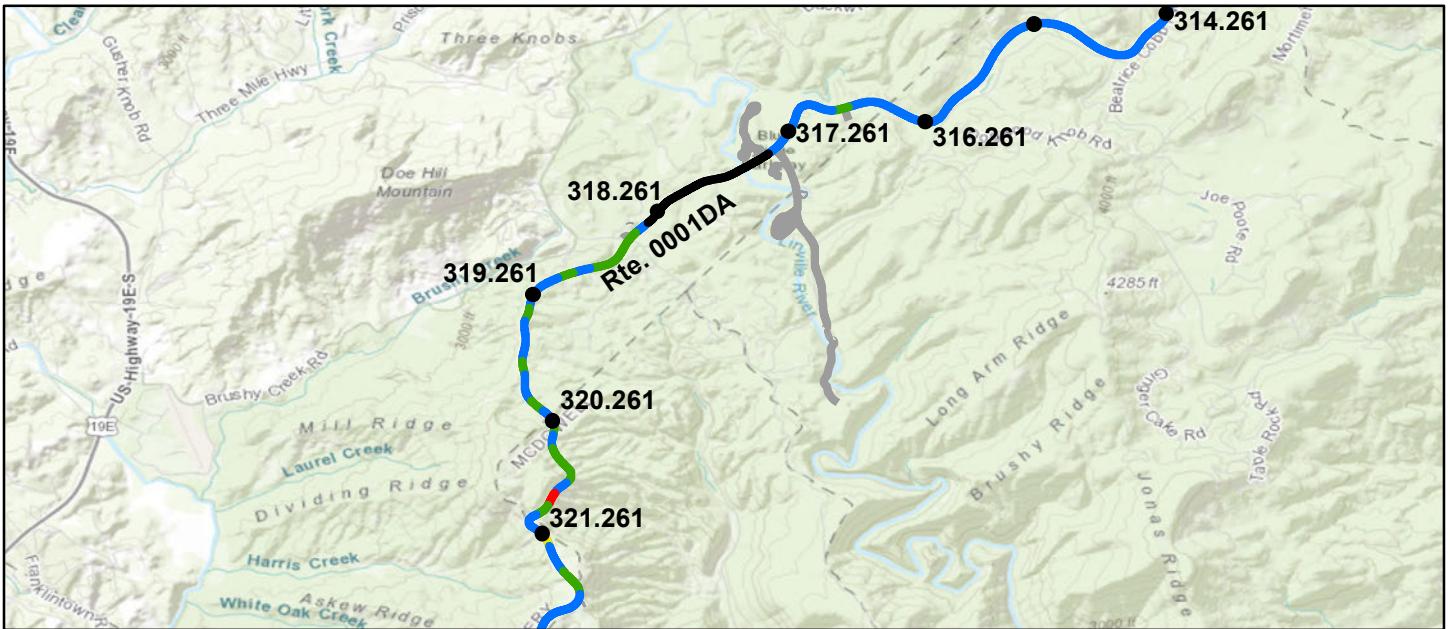 Three Knobs
314.261
Gusher Knob Rd
Three Mile Hwy
Beatrice Cobb
317.261
316.261
Doe Hill
Mountain
4000 ft
318.261
Joe Poole Rd
Rte. 0001DA
319.261
Linville River
4285 ft
3000 ft
US-Highway-19E-S
Brushy Creek Rd
Long Arm Ridge
320.261
Ginger Cake Rd
Table Rock Rd
19E
Mill Ridge
Brushy Ridge
Laurel Creek
Dividing Ridge
321.261
Jonas Ridge
Harris Creek
Askew Ridge
White Oak Creek
3000 ft